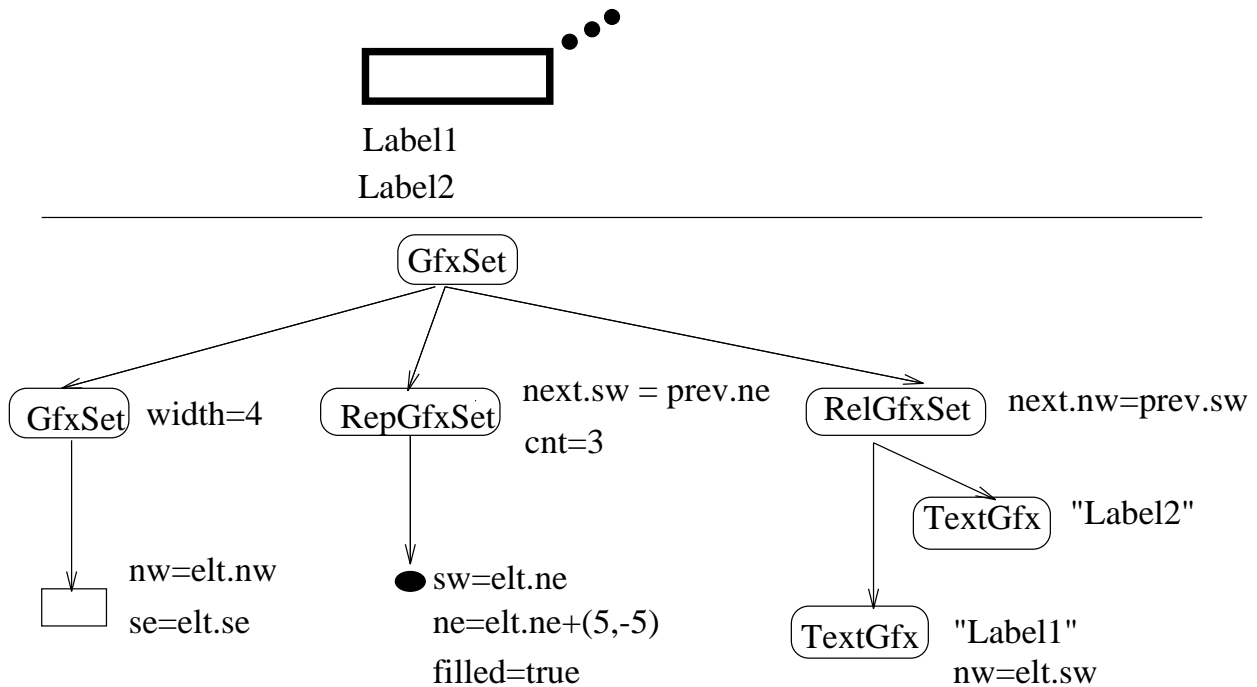 Label1
Label2
GfxSet
GfxSet width=4
RepGfxSet
next.sw = prev.ne
cnt=3
RelGfxSet next.nw=prev.sw
TextGfx "Label2"
nw=elt.nw
se=elt.se
sw=elt.ne
ne=elt.ne+(5,-5)
filled=true
TextGfx "Label1"
nw=elt.sw